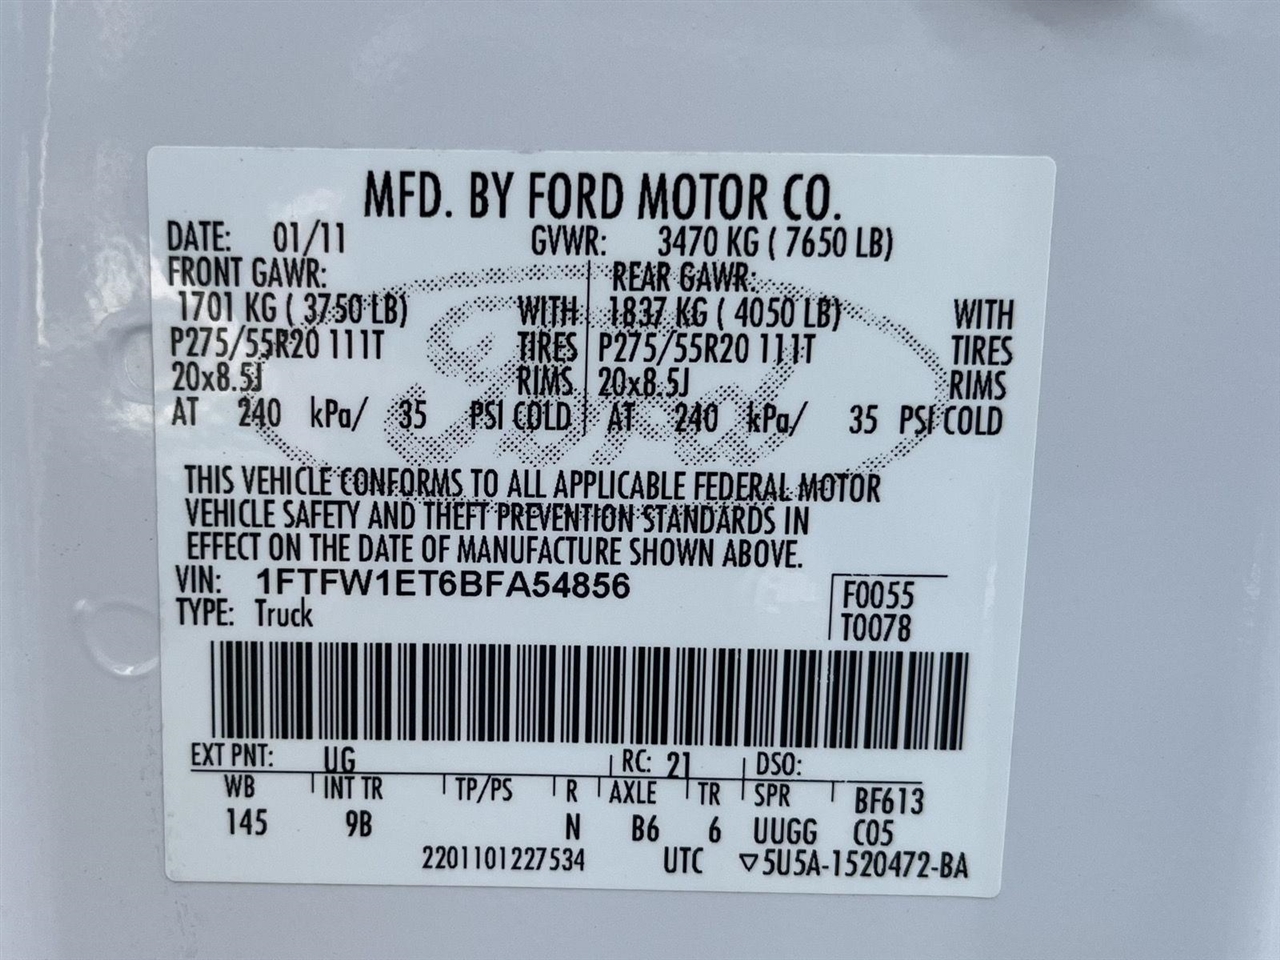 MFD. BY FORD MOTOR CO.
DATE: 01/11 GVWR: 3470 KG ( 7650 LB)
FRONT GAWR: REAR GAWR:
1701 KG ( 3750 LB) WITH 1837 KG ( 4050 LB) WITH
P275/55R20 111T TIRES P275/55R20 111T TIRES
20x8.5J RIMS 20x8.5J RIMS
AT 240 kPa/ 35 PSI COLD AT 240 kPa/ 35 PSI COLD
Ford
THIS VEHICLE CONFORMS TO ALL APPLICABLE FEDERAL MOTOR
VEHICLE SAFETY AND THEFT PREVENTION STANDARDS IN
EFFECT ON THE DATE OF MANUFACTURE SHOWN ABOVE.
VIN: 1FTFW1ET6BFA54856
TYPE: Truck
F0055
T0078
EXT PNT: UG RC: 21 DSO:
WB INT TR TP/PS R AXLE TR SPR BF613
145 9B N B6 6 UUGG C05
2201101227534 UTC ▽5U5A-1520472-BA